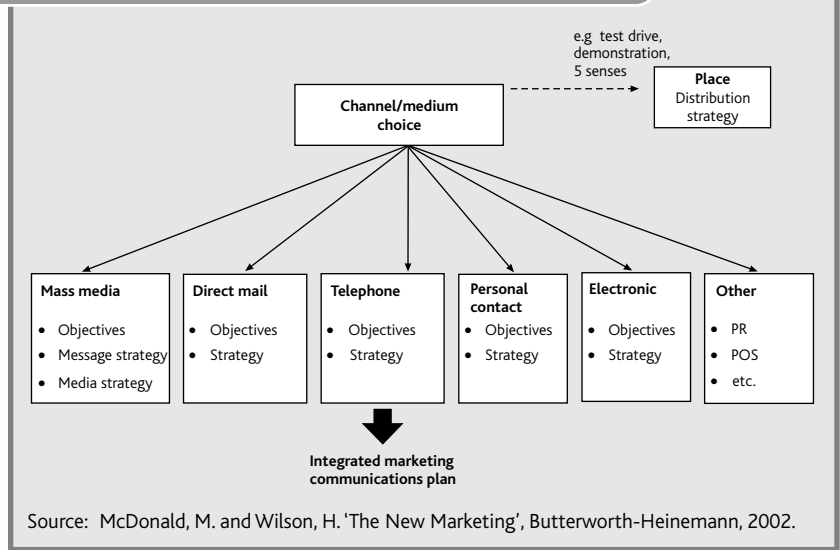 e.g test drive,
demonstration,
5 senses
Place
Distribution
strategy
Channel/medium
choice
Mass media
• Objectives
• Message strategy
• Media strategy
Direct mail
• Objectives
• Strategy
Telephone
• Objectives
• Strategy
Personal
contact
• Objectives
• Strategy
Electronic
• Objectives
• Strategy
Other
• PR
• POS
• etc.
Integrated marketing
communications plan
Source: McDonald, M. and Wilson, H. 'The New Marketing', Butterworth-Heinemann, 2002.